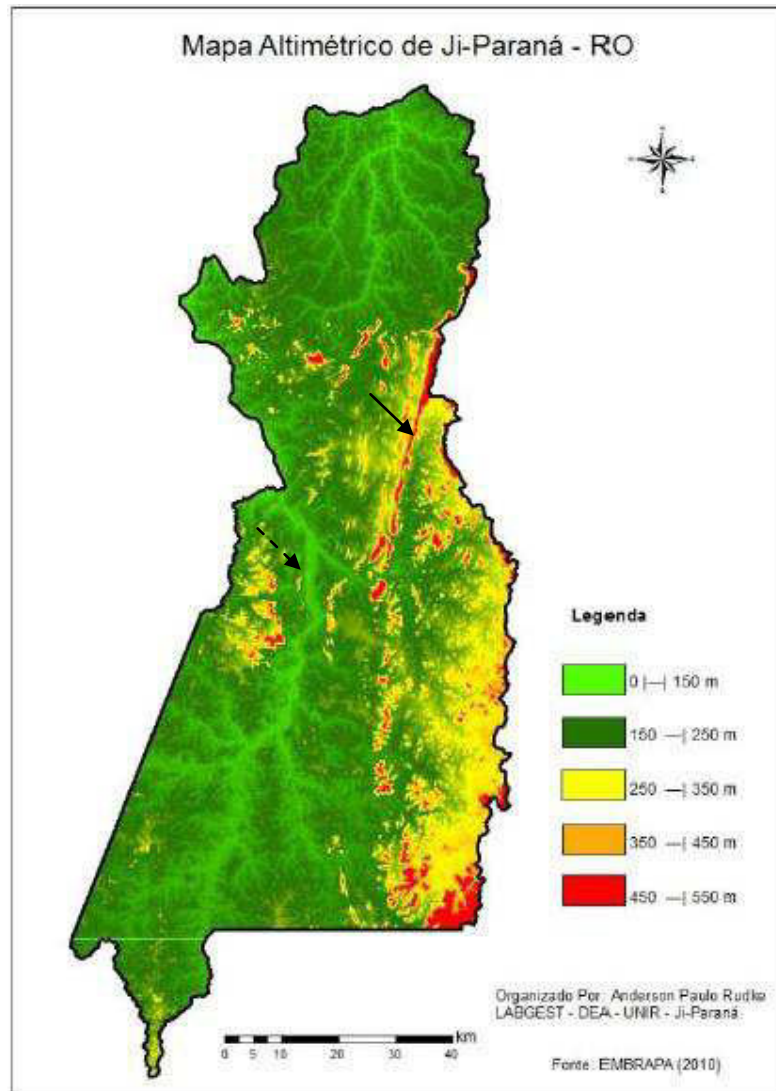 Mapa Altimétrico de Ji-Paraná - RO
Legenda
0 |—| 150 m
150 —| 250 m
250 —| 350 m
350 —| 450 m
450 —| 550 m
Organizado Por: Anderson Paulo Rudke
LABGEST - DEA - UNIR - Ji-Paraná
km
0 5 10 20 30 40
Fonte: EMBRAPA (2010)